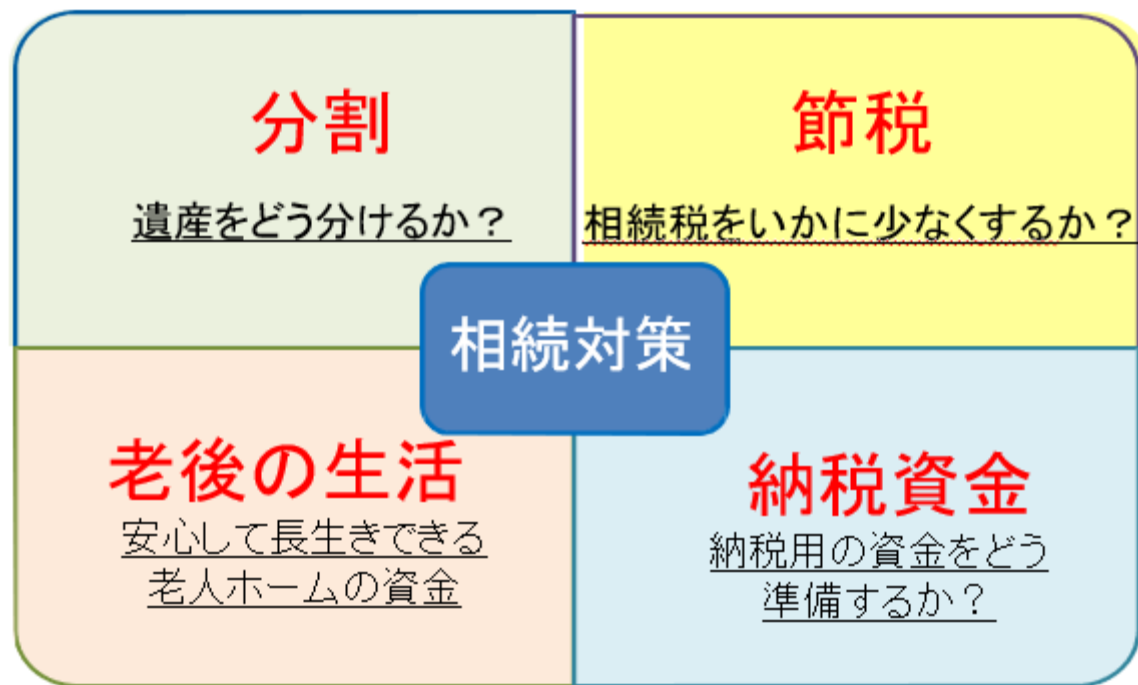 分割
遺産をどう分けるか？
節税
相続税をいかに少なくするか？
相続対策
老後の生活
安心して長生きできる
老人ホームの資金
納税資金
納税用の資金をどう
準備するか？